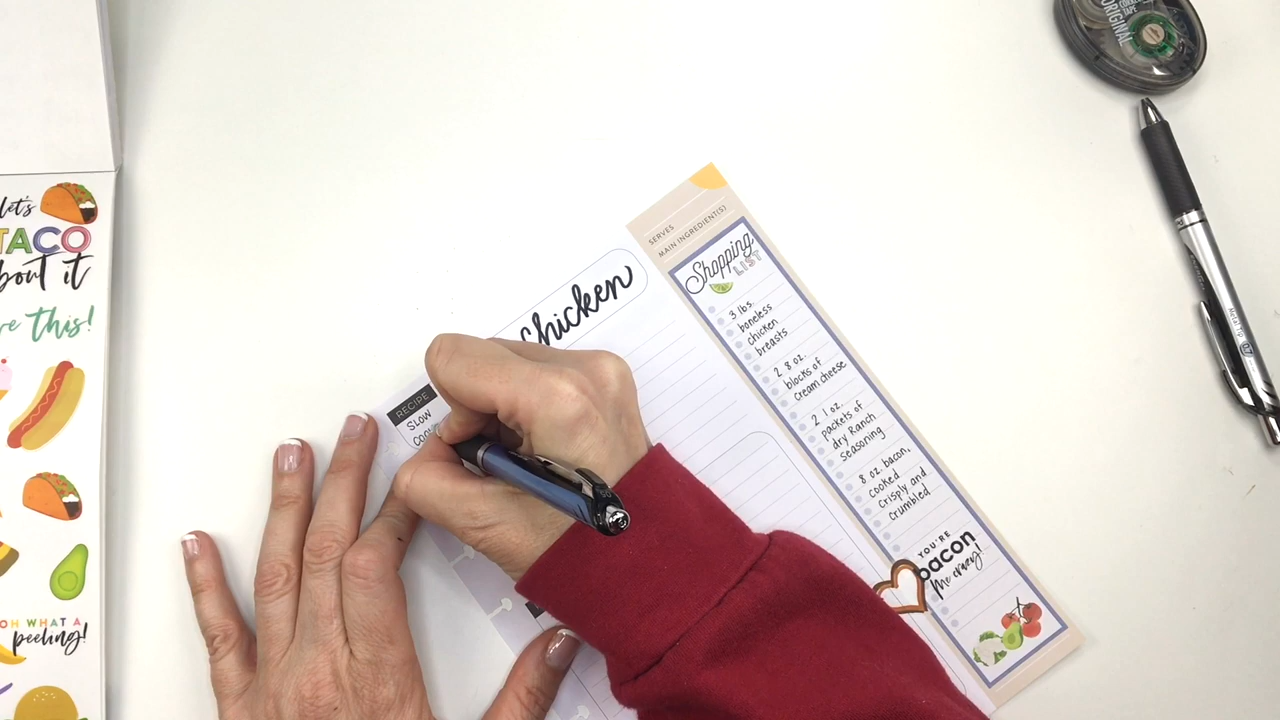 let's
TACO
bout it
re this!
OH WHAT A
peeling!
Chicken
RECIPE
SLOW
SERVES
MAIN INGREDIENT(S)
Shopping
LIST
3 lbs.
boneless
chicken
breasts
2 8 oz.
blocks of
cream cheese
2 1 oz.
packets of
dry Ranch
seasoning
8 oz. bacon,
cooked
crisply and
crumbled
YOU'RE
bacon
Me crazy!
ORIGINAL
TAPE